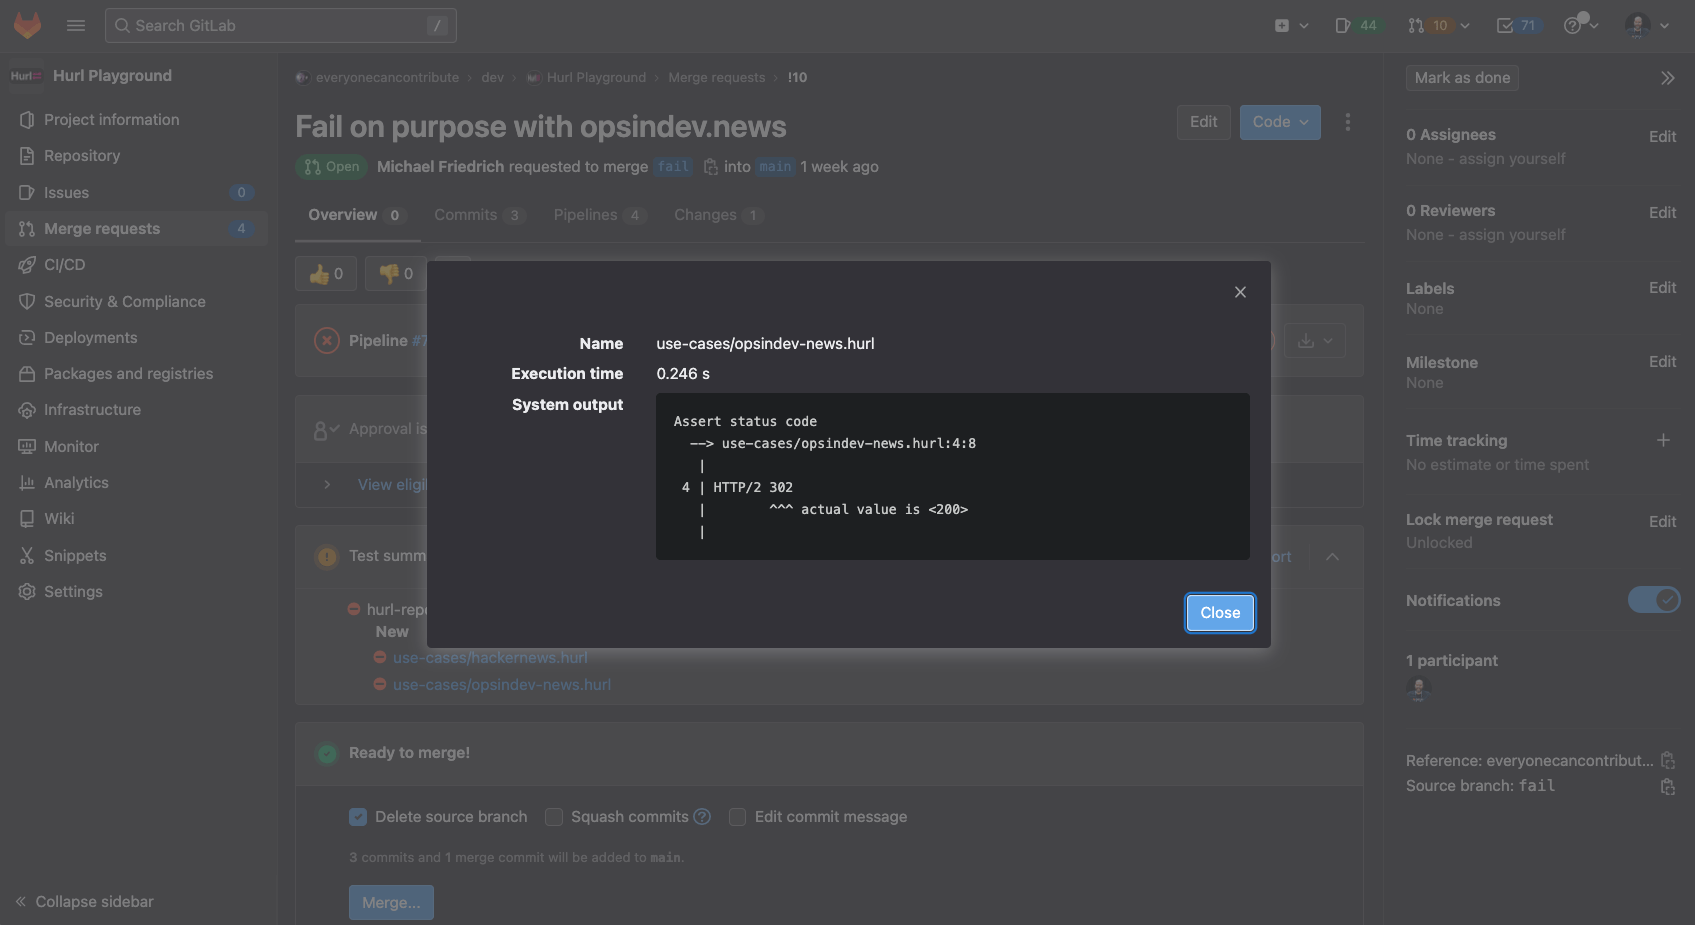 Search GitLab
/
44
10
71
Hurl Playground
Project information
Repository
Issues 0
Merge requests 4
CI/CD
Security & Compliance
Deployments
Packages and registries
Infrastructure
Monitor
Analytics
Wiki
Snippets
Settings
Collapse sidebar
everyonecancontribute › dev › Hurl Playground › Merge requests › !10
Fail on purpose with opsindev.news
Edit
Code
Open Michael Friedrich requested to merge fail into main 1 week ago
Overview 0 Commits 3 Pipelines 4 Changes 1
👍 0 👎 0
Pipeline #7
Approval is
View eligi
Test summ
ort
hurl-repo
New
use-cases/hackernews.hurl
use-cases/opsindev-news.hurl
Name use-cases/opsindev-news.hurl
Execution time 0.246 s
System output
Assert status code
--> use-cases/opsindev-news.hurl:4:8
|
4 | HTTP/2 302
| ^^^ actual value is <200>
|
Close
Ready to merge!
Delete source branch Squash commits Edit commit message
3 commits and 1 merge commit will be added to main.
Merge...
Mark as done
0 Assignees Edit
None - assign yourself
0 Reviewers Edit
None - assign yourself
Labels Edit
None
Milestone Edit
None
Time tracking +
No estimate or time spent
Lock merge request Edit
Unlocked
Notifications
1 participant
Reference: everyonecancontribut...
Source branch: fail